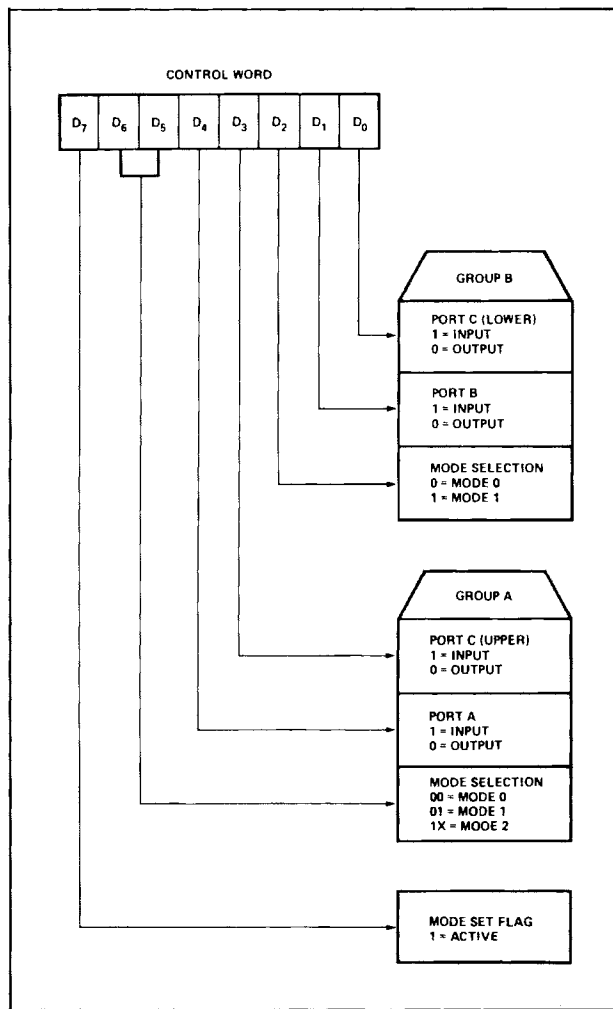 CONTROL WORD
D7 D6 D5 D4 D3 D2 D1 D0
GROUP B
PORT C (LOWER)
1 = INPUT
0 = OUTPUT
PORT B
1 = INPUT
0 = OUTPUT
MODE SELECTION
0 = MODE 0
1 = MODE 1
GROUP A
PORT C (UPPER)
1 = INPUT
0 = OUTPUT
PORT A
1 = INPUT
0 = OUTPUT
MODE SELECTION
00 = MODE 0
01 = MODE 1
1X = MODE 2
MODE SET FLAG
1 = ACTIVE